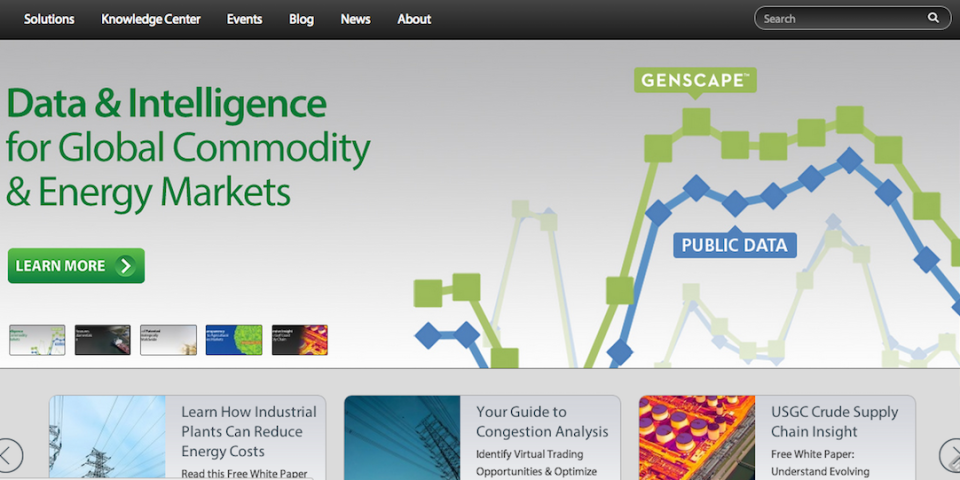 Solutions Knowledge Center Events Blog News About
Search
GENSCAPE™
Data & Intelligence
for Global Commodity
& Energy Markets
PUBLIC DATA
LEARN MORE
Learn How Industrial
Plants Can Reduce
Energy Costs
Read this Free White Paper
Your Guide to
Congestion Analysis
Identify Virtual Trading
Opportunities & Optimize
USGC Crude Supply
Chain Insight
Free White Paper:
Understand Evolving